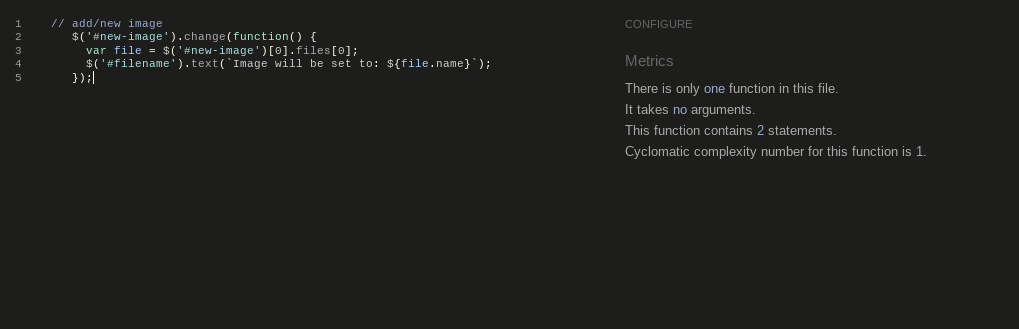 1 // add/new image
2 $('#new-image').change(function() {
3 var file = $('#new-image')[0].files[0];
4 $('#filename').text(`Image will be set to: ${file.name}`);
5 });
CONFIGURE
Metrics
There is only one function in this file.
It takes no arguments.
This function contains 2 statements.
Cyclomatic complexity number for this function is 1.